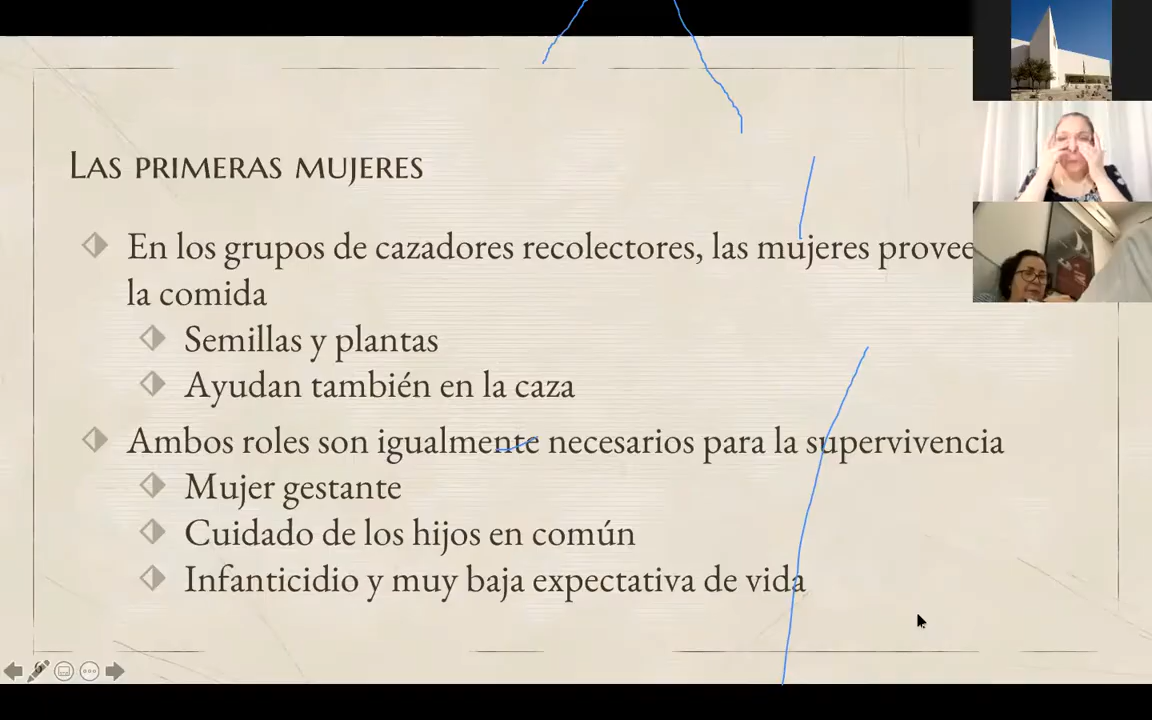 Las primeras mujeres
En los grupos de cazadores recolectores, las mujeres provee
la comida
Semillas y plantas
Ayudan también en la caza
Ambos roles son igualmente necesarios para la supervivencia
Mujer gestante
Cuidado de los hijos en común
Infanticidio y muy baja expectativa de vida